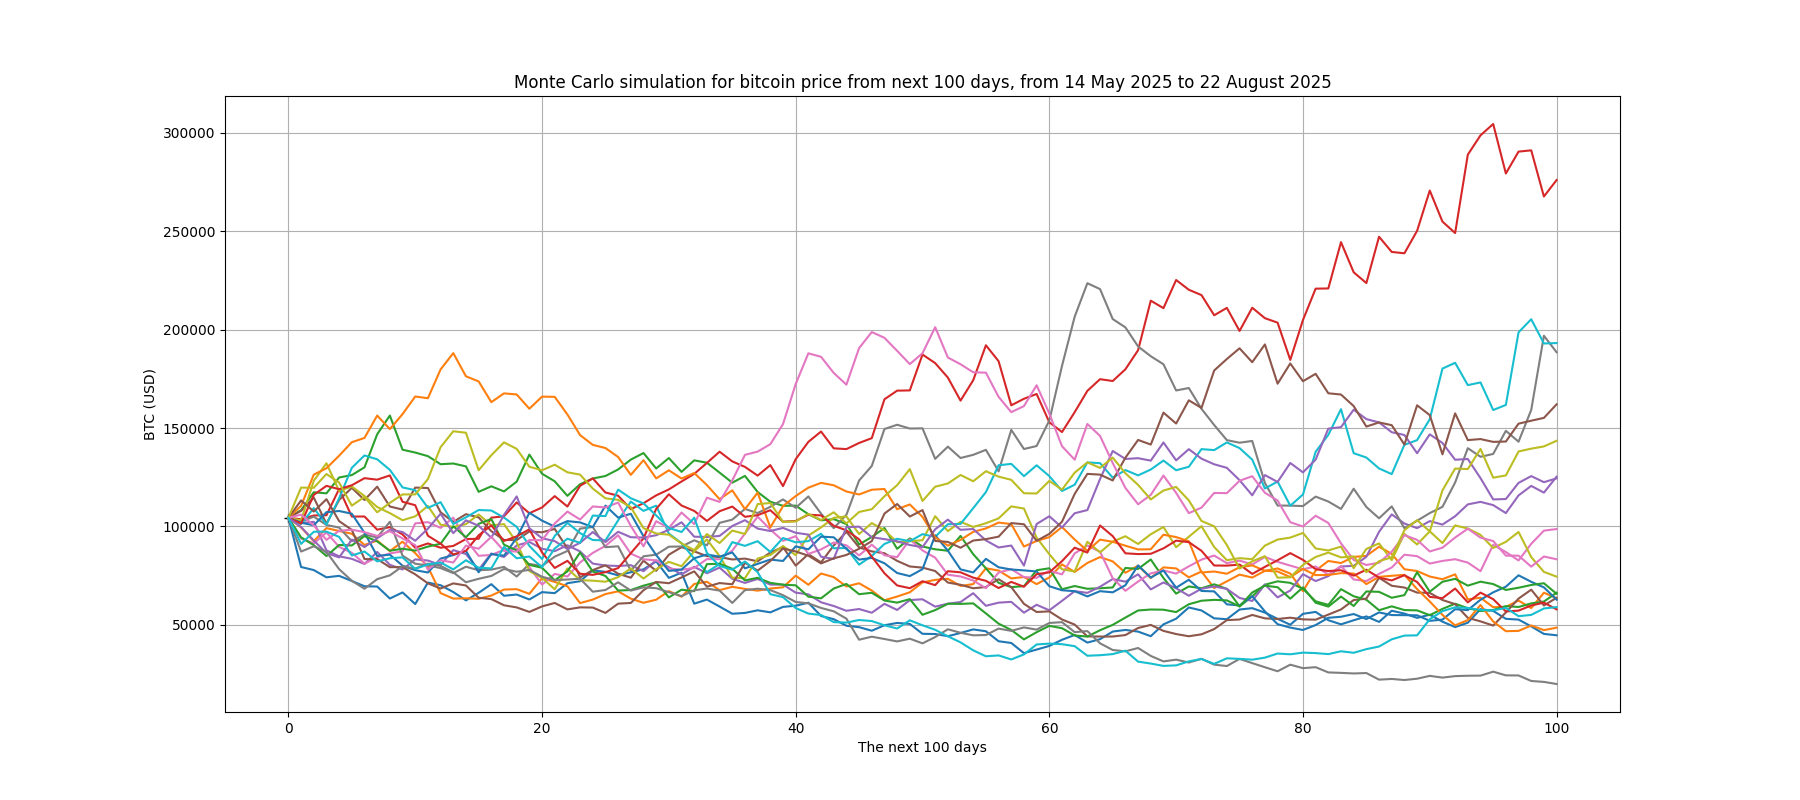 Monte Carlo simulation for bitcoin price from next 100 days, from 14 May 2025 to 22 August 2025
300000
250000
200000
150000
100000
50000
BTC (USD)
0 20 40 60 80 100
The next 100 days